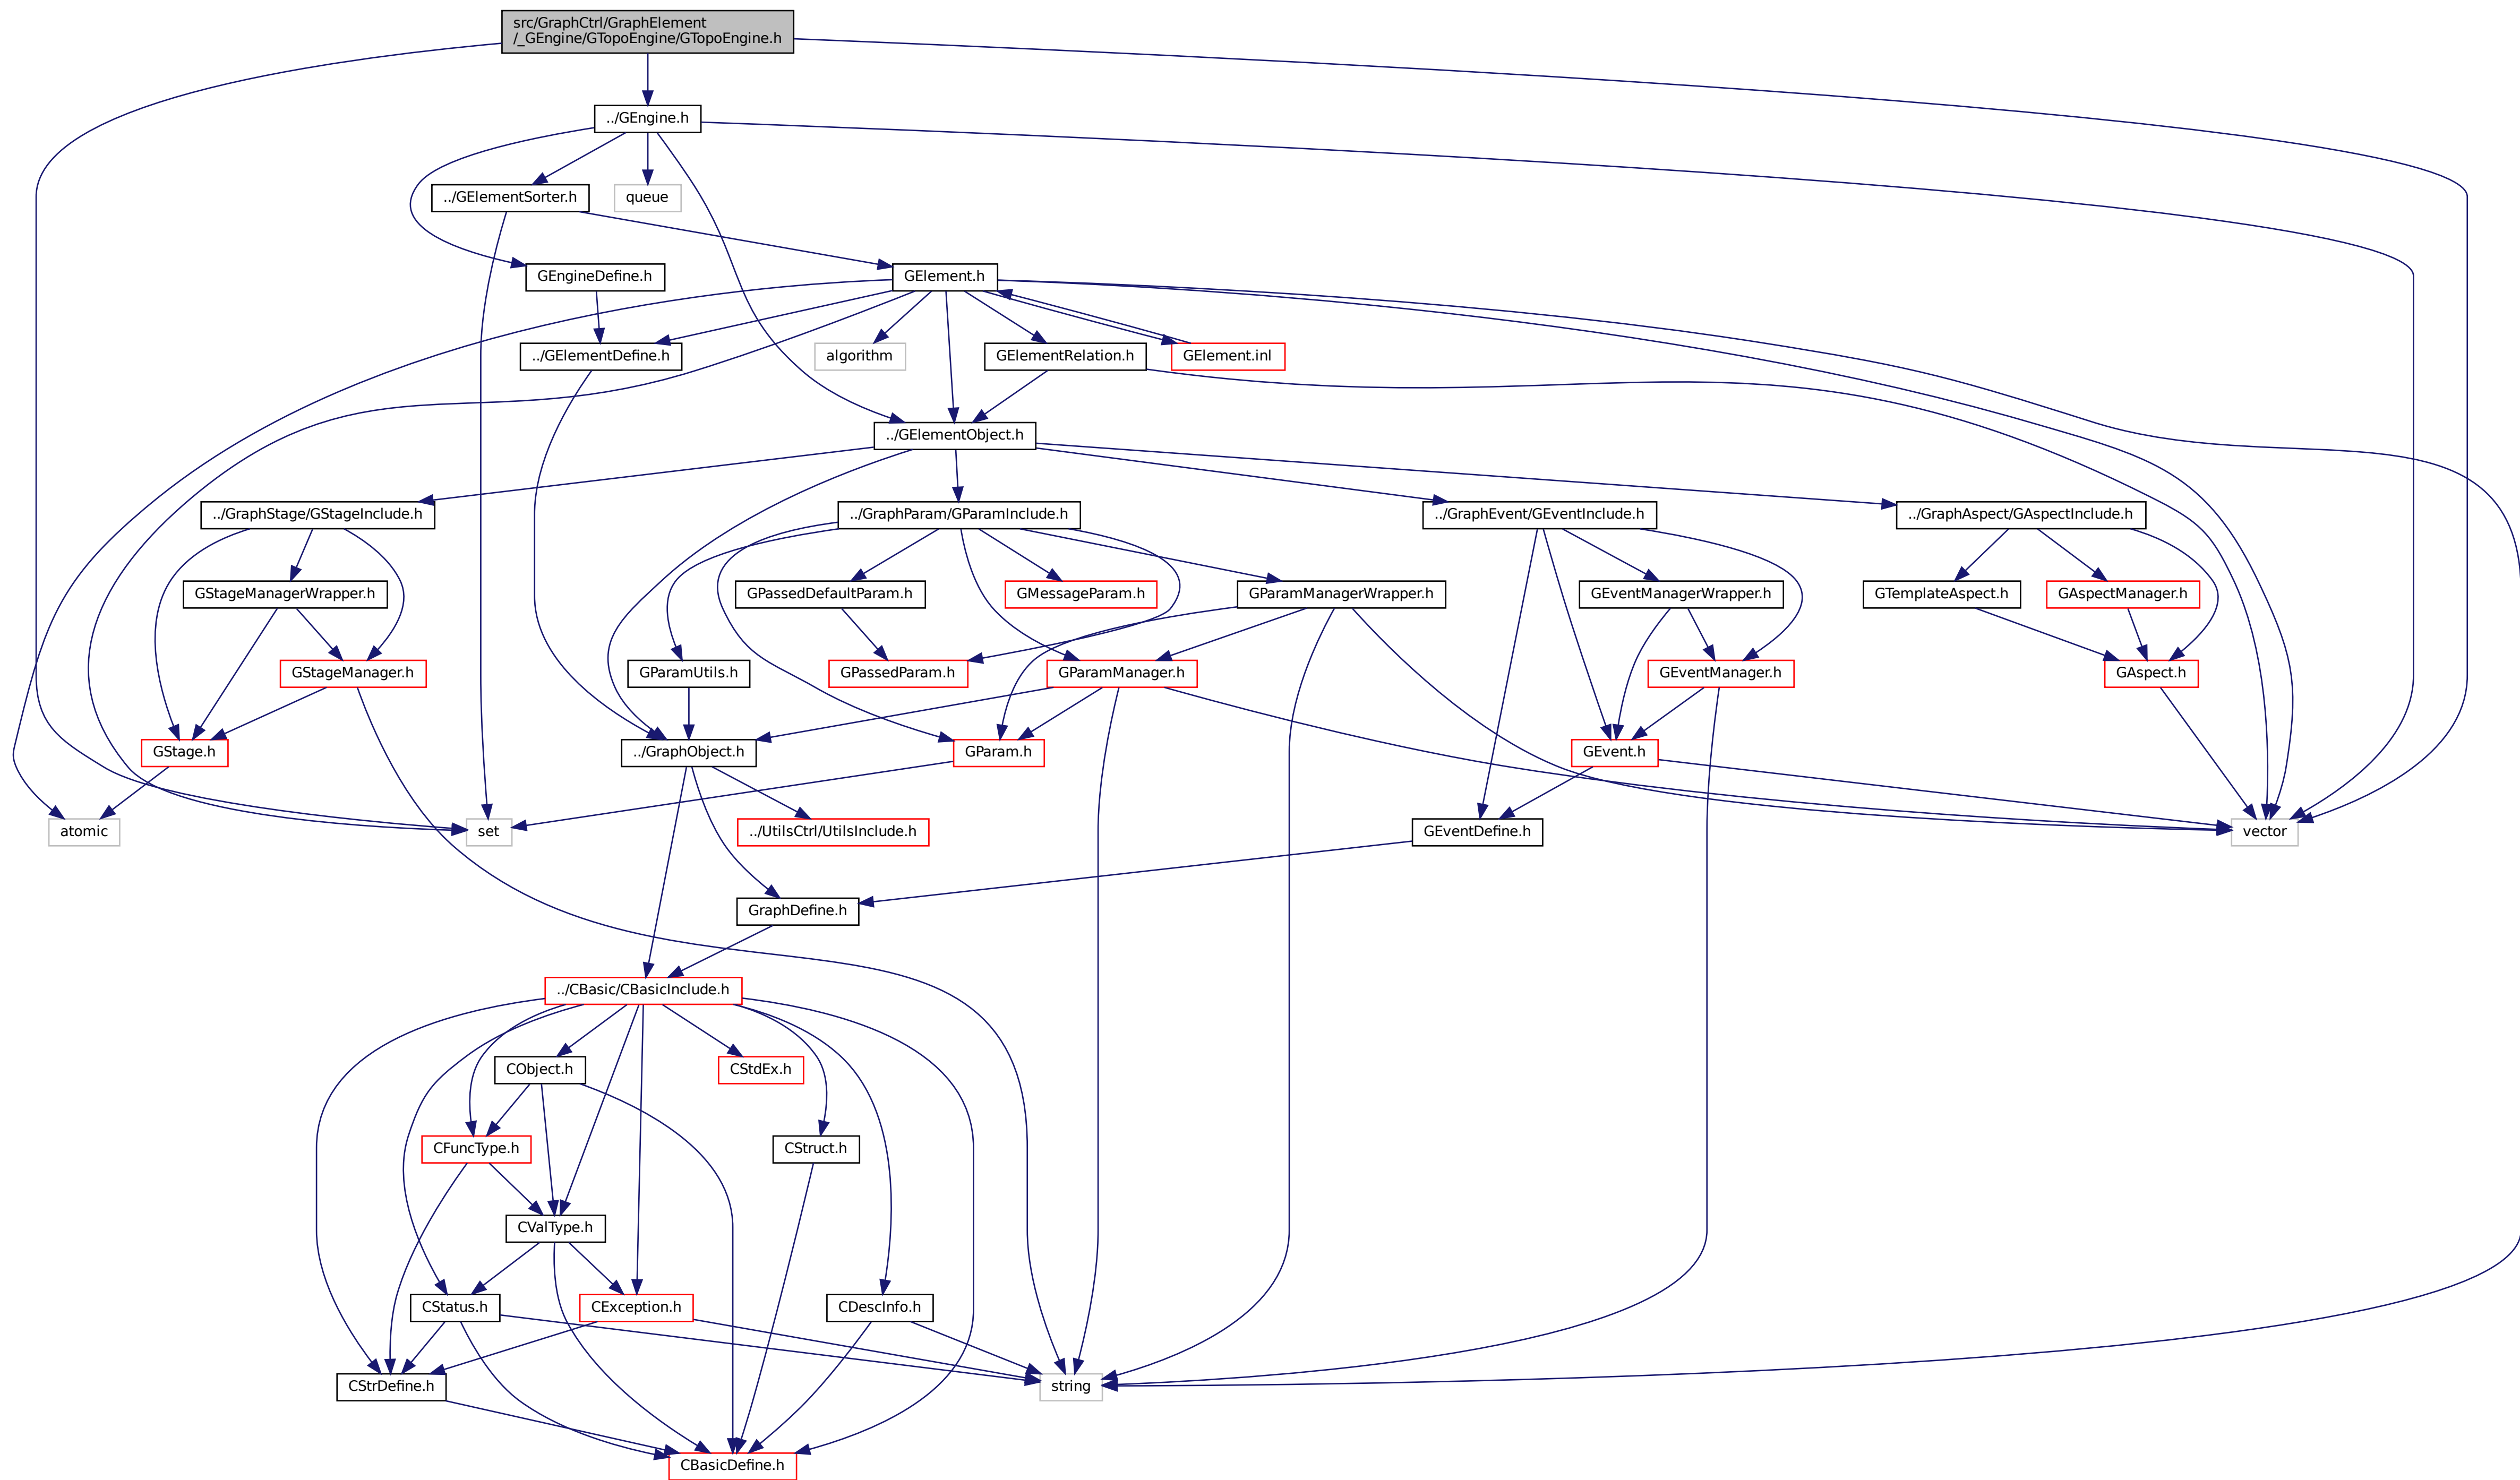 src/GraphCtrl/GraphElement
/_GEngine/GTopoEngine/GTopoEngine.h
../GEngine.h
../GElementSorter.h
queue
GEngineDefine.h
GElement.h
../GElementDefine.h
algorithm
GElementRelation.h
GElement.inl
../GElementObject.h
../GraphStage/GStageInclude.h
../GraphParam/GParamInclude.h
../GraphEvent/GEventInclude.h
../GraphAspect/GAspectInclude.h
GStageManagerWrapper.h
GPassedDefaultParam.h
GMessageParam.h
GParamManagerWrapper.h
GEventManagerWrapper.h
GTemplateAspect.h
GAspectManager.h
GStageManager.h
GParamUtils.h
GPassedParam.h
GParamManager.h
GEventManager.h
GAspect.h
GStage.h
../GraphObject.h
GParam.h
GEvent.h
atomic
set
../UtilsCtrl/UtilsInclude.h
GEventDefine.h
vector
GraphDefine.h
../CBasic/CBasicInclude.h
CObject.h
CStdEx.h
CFuncType.h
CStruct.h
CValType.h
CStatus.h
CException.h
CDescInfo.h
CStrDefine.h
string
CBasicDefine.h